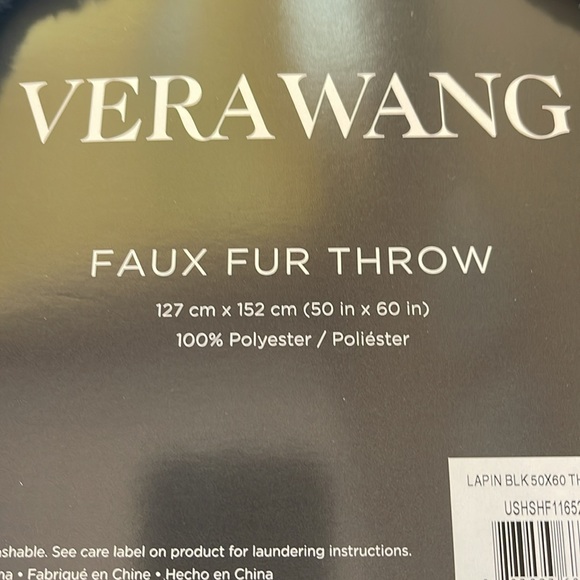 VERA WANG
FAUX FUR THROW
127 cm x 152 cm (50 in x 60 in)
100% Polyester / Poliéster
LAPIN BLK 50X60
USHSHF1165
See care label on product for laundering instructions.
• Fabriqué en Chine • Hecho en China